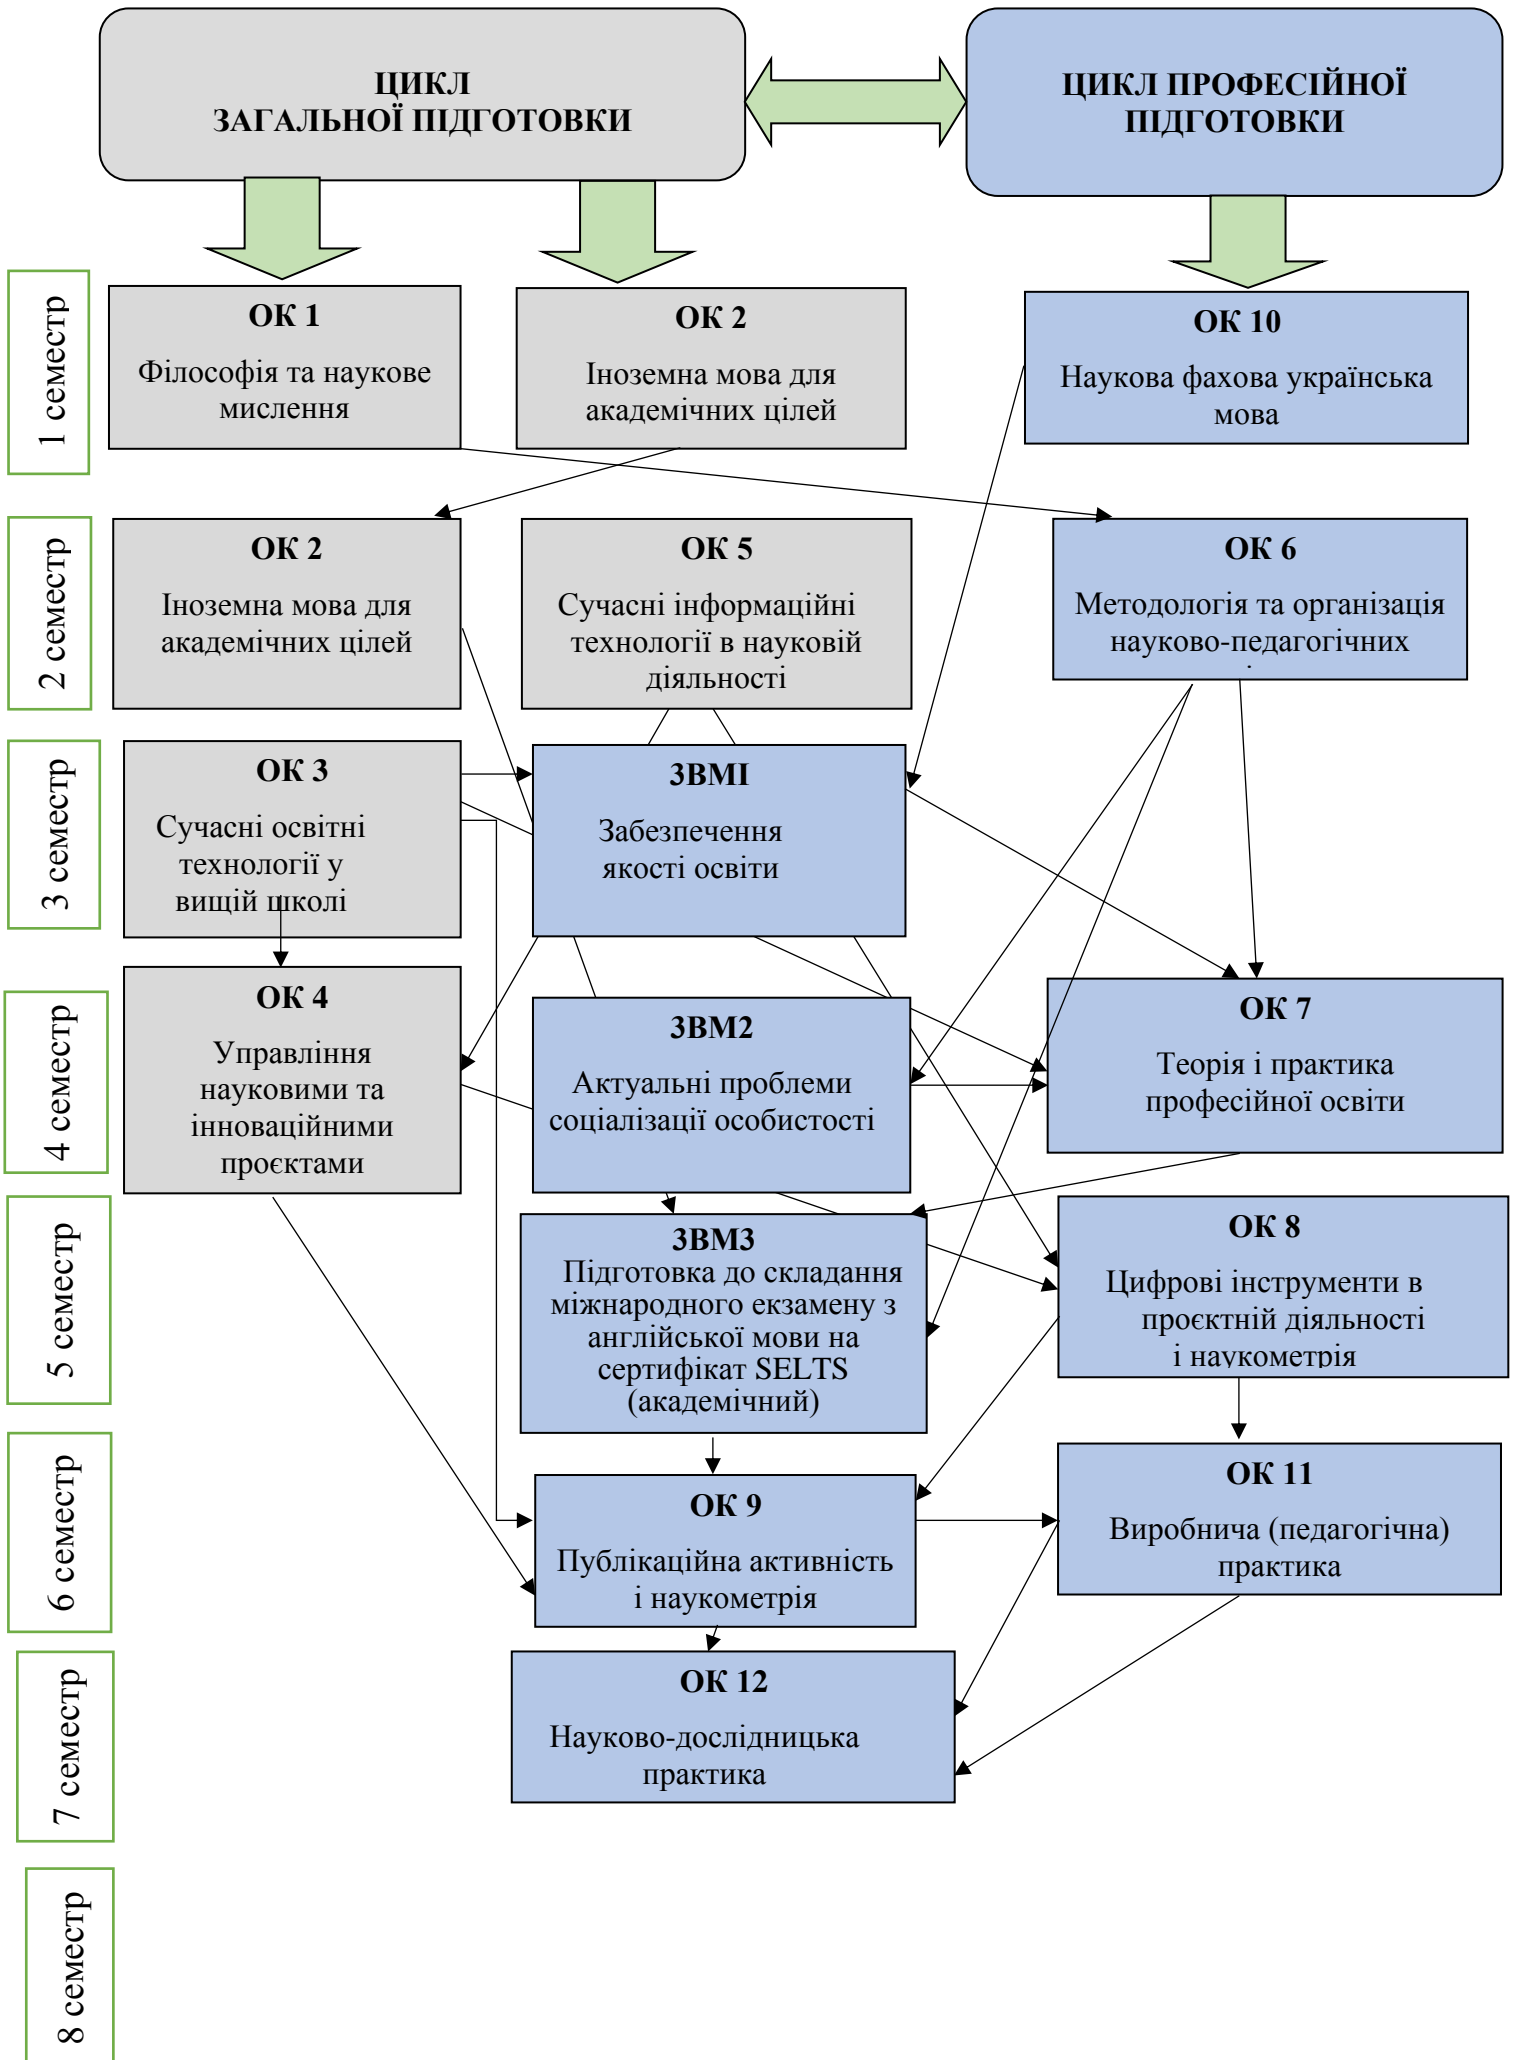 ЦИКЛ
ЗАГАЛЬНОЇ ПІДГОТОВКИ
ЦИКЛ ПРОФЕСІЙНОЇ
ПІДГОТОВКИ
1 семестр
ОК 1
Філософія та наукове
мислення
ОК 2
Іноземна мова для
академічних цілей
ОК 10
Наукова фахова українська
мова
2 семестр
ОК 2
Іноземна мова для
академічних цілей
ОК 5
Сучасні інформаційні
технології в науковій
діяльності
ОК 6
Методологія та організація
науково-педагогічних
3 семестр
ОК 3
Сучасні освітні
технології у
вищій школі
ЗВМІ
Забезпечення
якості освіти
4 семестр
ОК 4
Управління
науковими та
інноваційними
проєктами
ЗВМ2
Актуальні проблеми
соціалізації особистості
ОК 7
Теорія і практика
професійної освіти
5 семестр
ЗВМ3
Підготовка до складання
міжнародного екзамену з
англійської мови на
сертифікат SELTS
(академічний)
ОК 8
Цифрові інструменти в
проєктній діяльності
і наукометрія
6 семестр
ОК 9
Публікаційна активність
і наукометрія
ОК 11
Виробнича (педагогічна)
практика
7 семестр
ОК 12
Науково-дослідницька
практика
8 семестр